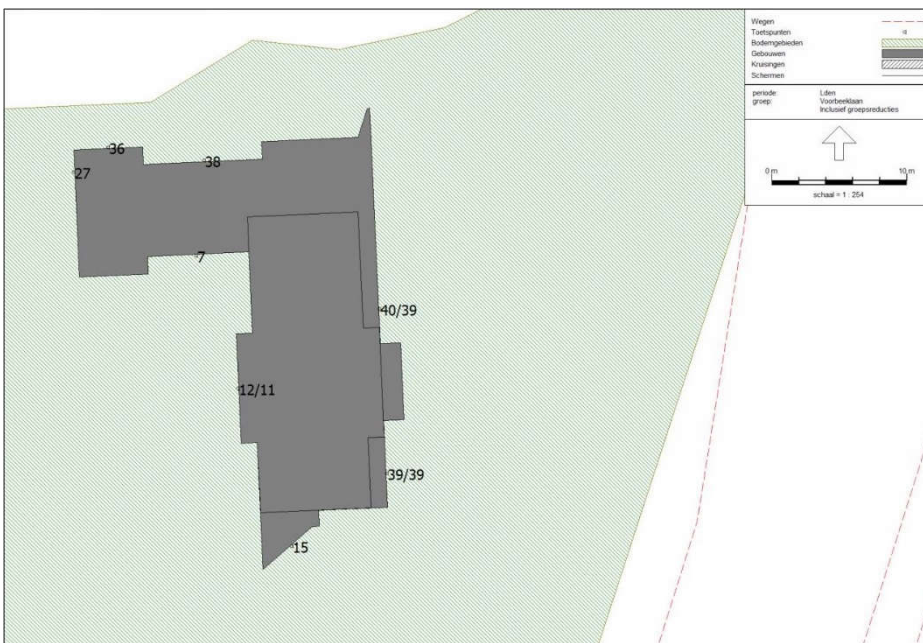 Wegen
Toetspunten
Bodemgebieden
Gebouwen
Kruisingen
Schermen
periode: Lden
groep: Voorbeeklaan
Inclusief groepsreducties
0 m 10 m
schaal = 1 : 254
36
38
27
7
40/39
12/11
39/39
15